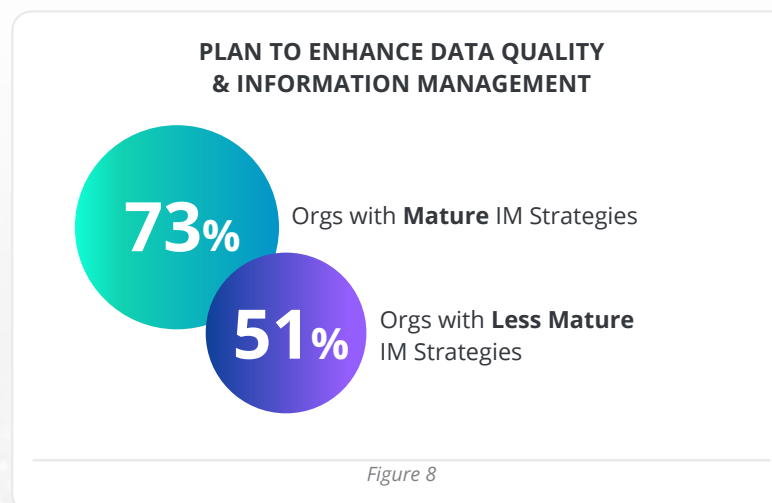 PLAN TO ENHANCE DATA QUALITY
& INFORMATION MANAGEMENT
73%
Orgs with Mature IM Strategies
51%
Orgs with Less Mature
IM Strategies
Figure 8